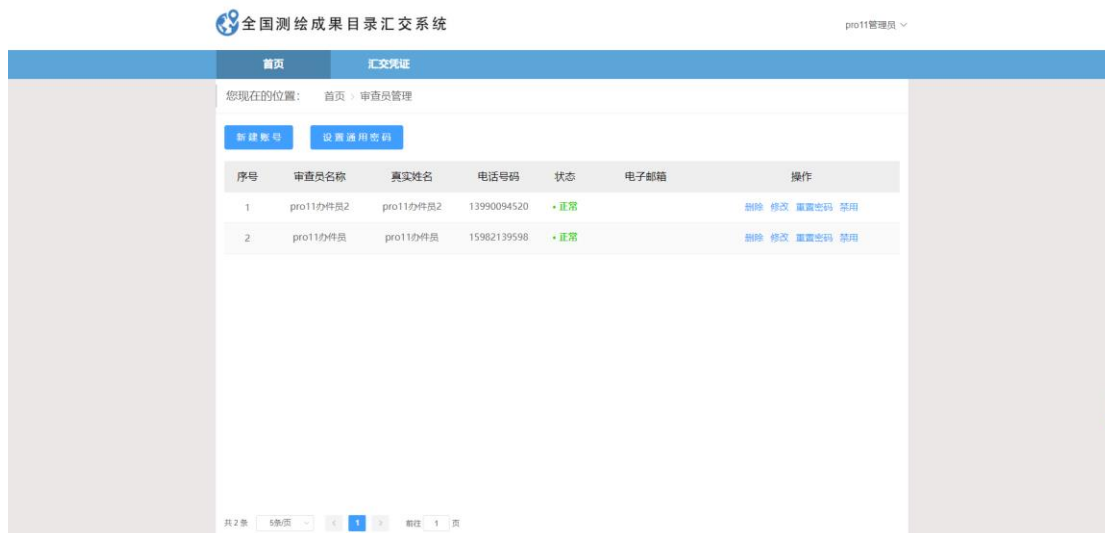 全国测绘成果目录汇交系统
pro11管理员
首页 汇交凭证
您现在的位置： 首页 > 审查员管理
新建账号 设置通用密码
序号 审查员名称 真实姓名 电话号码 状态 电子邮箱 操作
1 pro11办件员2 pro11办件员2 13990094520 • 正常 删除 修改 重置密码 禁用
2 pro11办件员 pro11办件员 15982139598 • 正常 删除 修改 重置密码 禁用
共 2 条 5条/页 < 1 > 前往 1 页